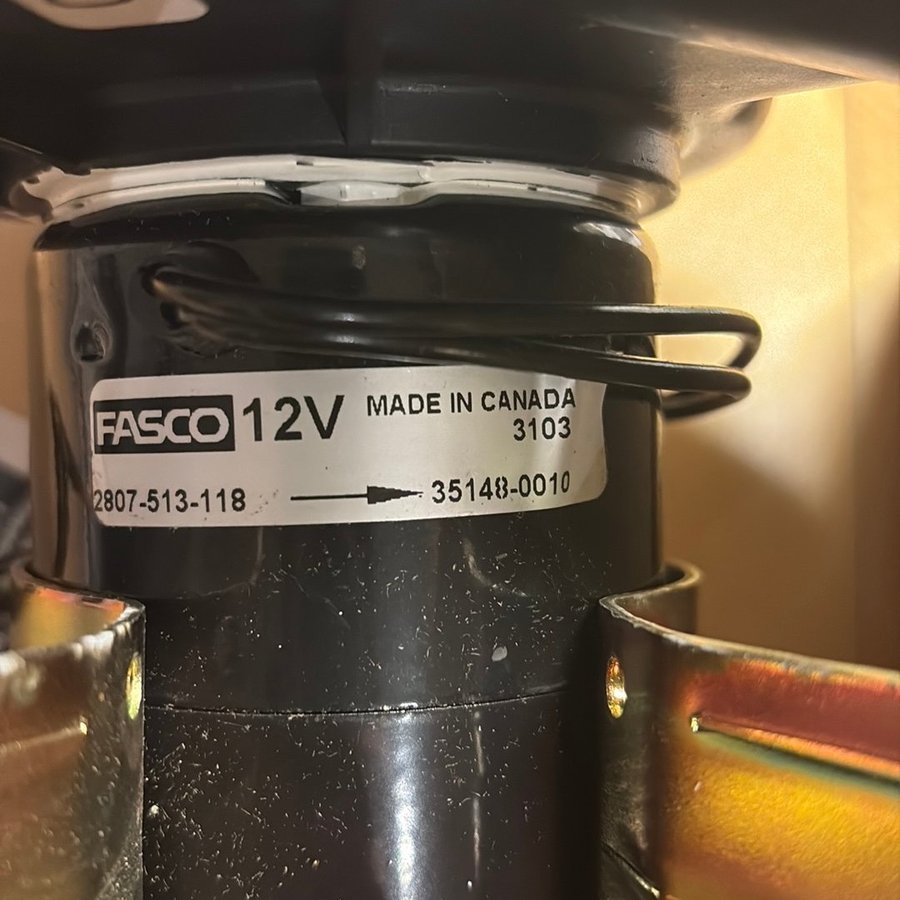 FASCO 12V MADE IN CANADA
3103
2807-513-118 35148-0010